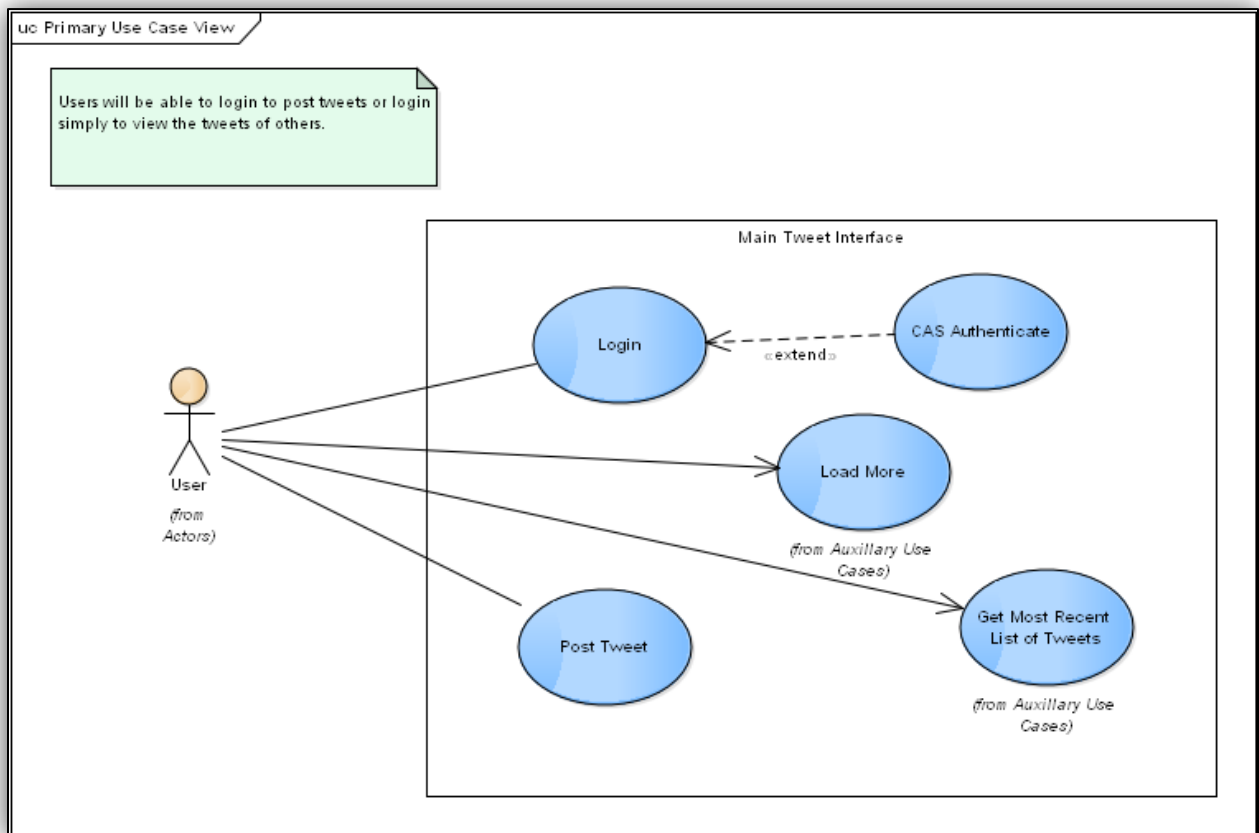 uc Primary Use Case View
Users will be able to login to post tweets or login
simply to view the tweets of others.
Main Tweet Interface
Login
«extend»
CAS Authenticate
User
(from
Actors)
Load More
(from Auxillary Use
Cases)
Post Tweet
Get Most Recent
List of Tweets
(from Auxillary Use
Cases)